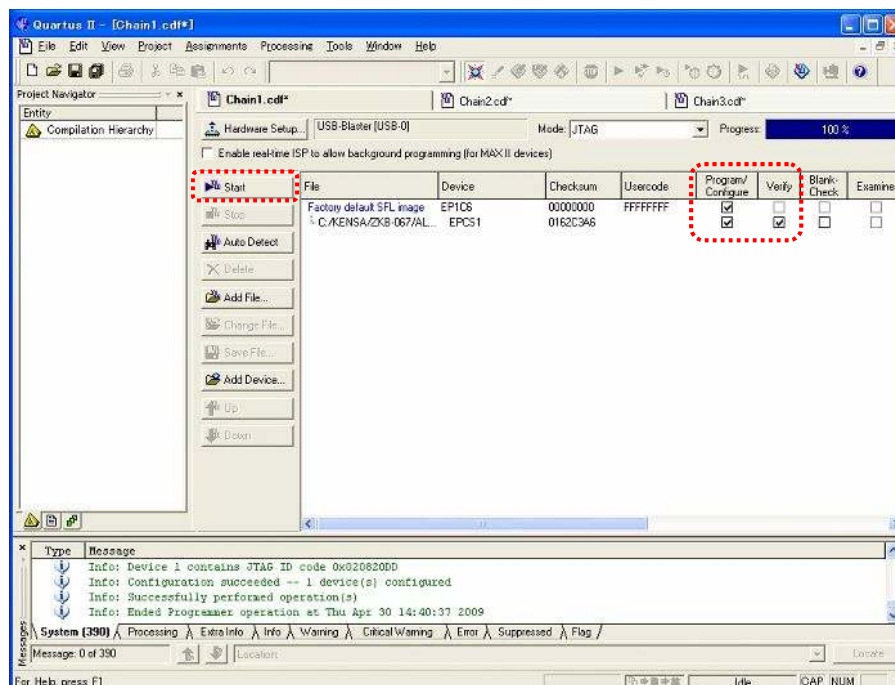 Quartus II - [Chain1.cdf*]
File Edit View Project Assignments Processing Tools Window Help
Project Navigator
Entity
Compilation Hierarchy
Chain1.cdf* Chain2.cdf* Chain3.cdf*
Hardware Setup... USB-Blaster [USB-0] Mode: JTAG Progress: 100 %
Enable real-time ISP to allow background programming (for MAX II devices)
Start
Stop
Auto Detect
Delete
Add File...
Change File...
Save File...
Add Device...
Up
Down
File Device Checksum Usercode Program/ Configure Verify Blank- Check Examine
Factory default SFL image EP1C6 00000000 FFFFFFFF
C:/KENSA/ZKB-067/AL... EPCS1 0162C3A6
Type Message
Info: Device 1 contains JTAG ID code 0x020820DD
Info: Configuration succeeded -- 1 device(s) configured
Info: Successfully performed operation(s)
Info: Ended Programmer operation at Thu Apr 30 14:40:37 2009
System (390) Processing Extra Info Info Warning Critical Warning Error Suppressed Flag
Messages
Message: 0 of 390 Location: Locate
For Help, press F1 Idle CAP NUM